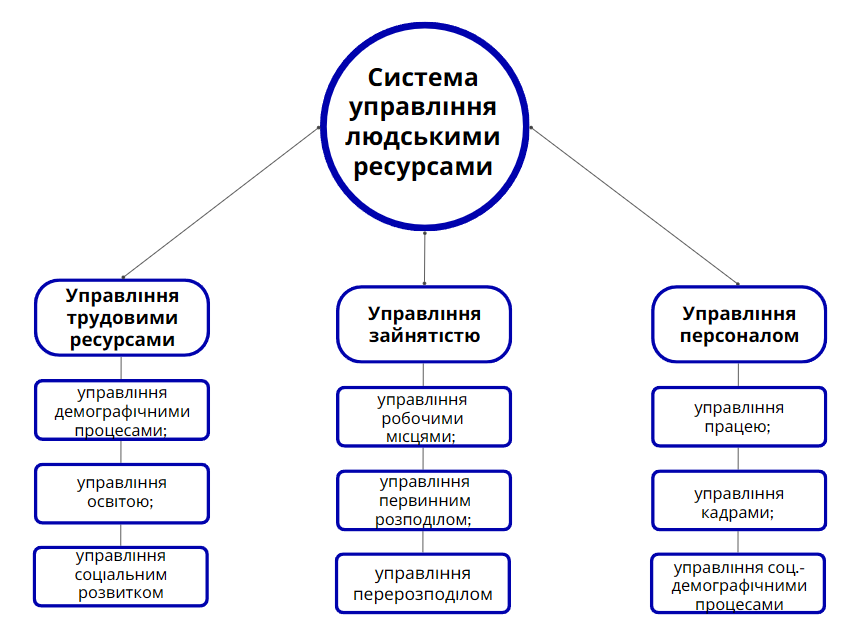 Система
управління
людськими
ресурсами
Управління
трудовими
ресурсами
управління
демографічними
процесами;
управління
освітою;
управління
соціальним
розвитком
Управління
зайнятістю
управління
робочими
місцями;
управління
первинним
розподілом;
управління
перерозподілом
Управління
персоналом
управління
працею;
управління
кадрами;
управління соц.-
демографічними
процесами